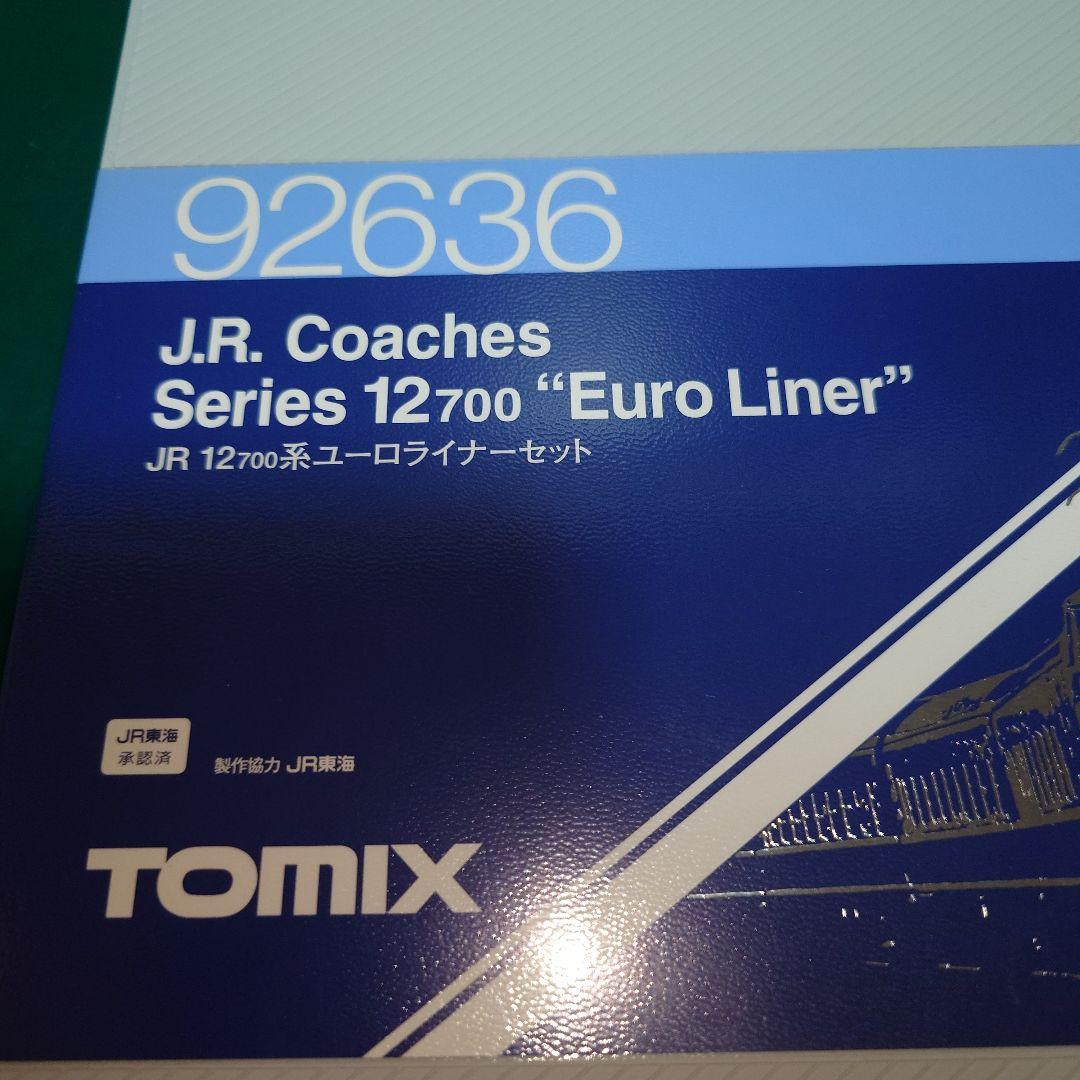 92636
J.R. Coaches
Series 12700 “Euro Liner”
JR 12700系ユーロライナーセット
JR東海
承認済
製作協力 JR東海
TOMIX